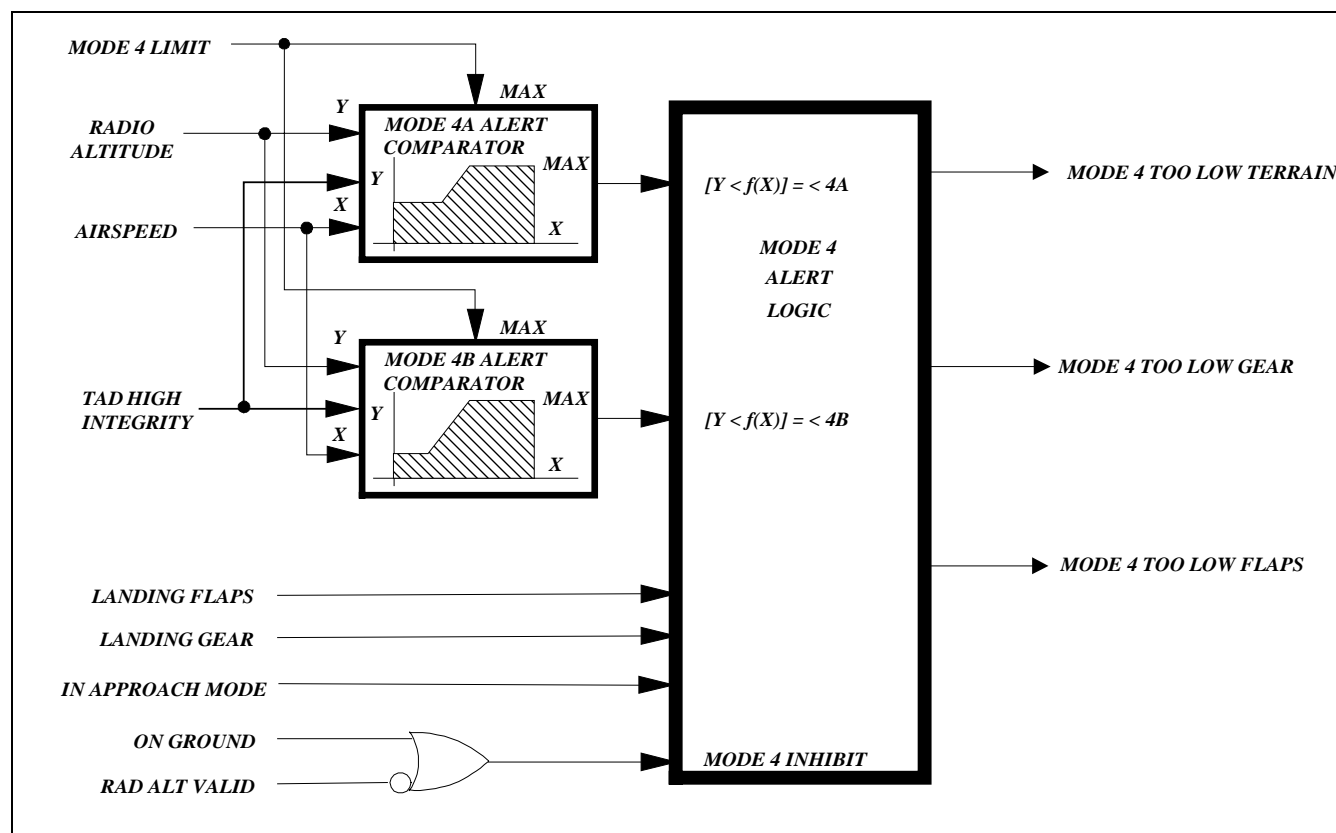 MODE 4 LIMIT
MAX
Y
MODE 4A ALERT
COMPARATOR
RADIO
ALTITUDE
MAX
Y
X
AIRSPEED
X
[Y < f(X)] = < 4A
MODE 4
ALERT
LOGIC
MODE 4 TOO LOW TERRAIN
MAX
Y
MODE 4B ALERT
COMPARATOR
MAX
TAD HIGH
INTEGRITY
Y
X
X
[Y < f(X)] = < 4B
MODE 4 TOO LOW GEAR
LANDING FLAPS
LANDING GEAR
IN APPROACH MODE
ON GROUND
RAD ALT VALID
MODE 4 INHIBIT
MODE 4 TOO LOW FLAPS